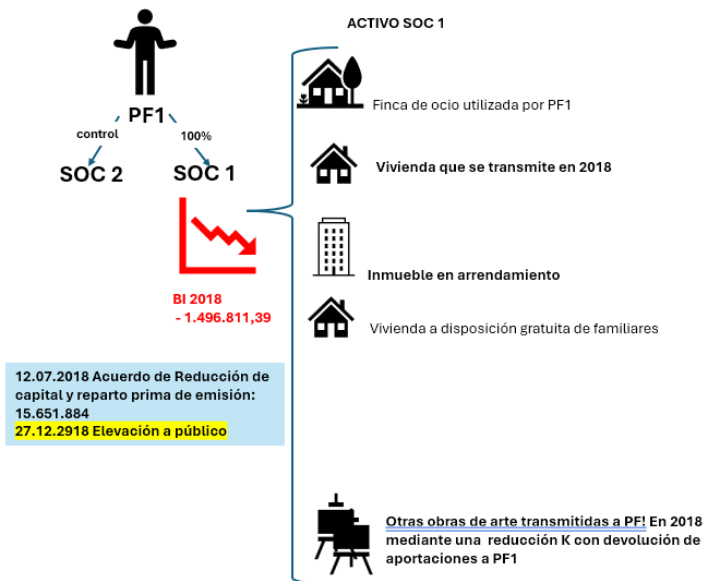 ACTIVO SOC 1
PF1
control
100%
SOC 2
SOC 1
Finca de ocio utilizada por PF1
Vivienda que se transmite en 2018
Inmueble en arrendamiento
BI 2018
- 1.496.811,39
Vivienda a disposición gratuita de familiares
12.07.2018 Acuerdo de Reducción de
capital y reparto prima de emisión:
15.651.884
27.12.2918 Elevación a público
Otras obras de arte transmitidas a PF! En 2018
mediante una reducción K con devolución de
aportaciones a PF1